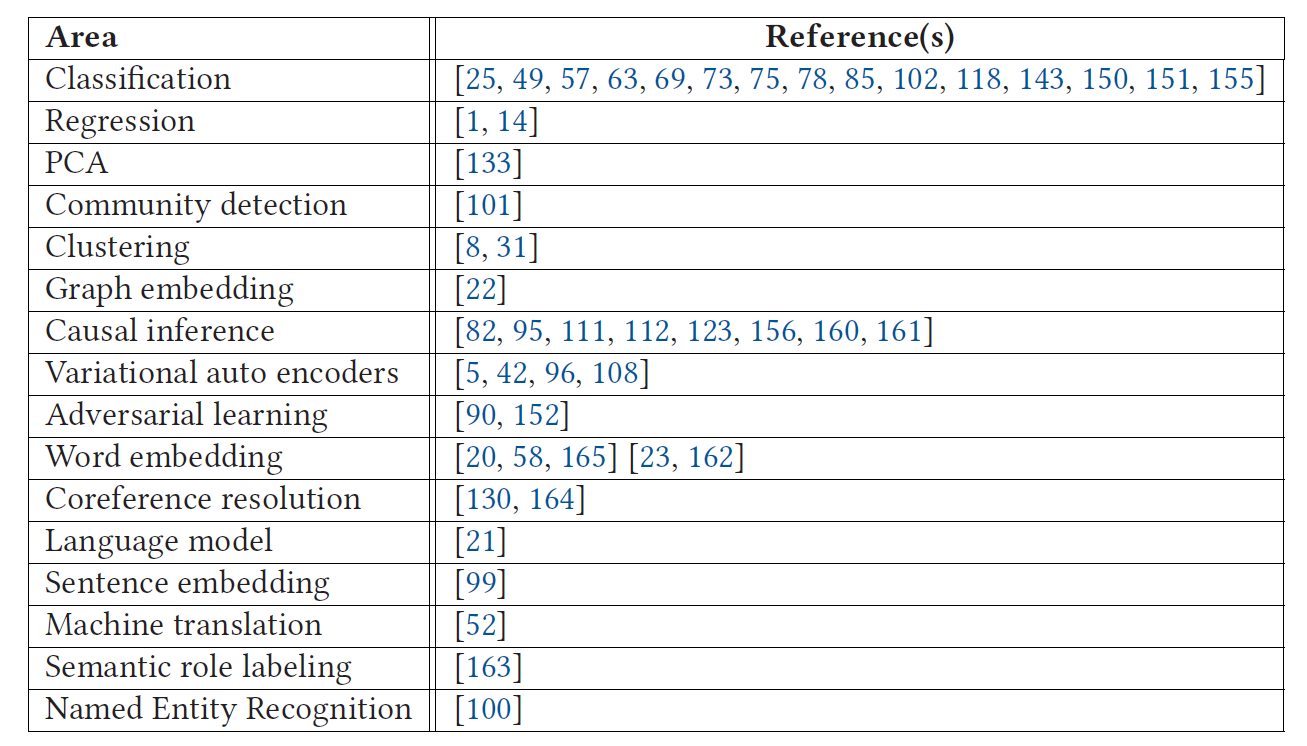 Area Reference(s)
Classification [25, 49, 57, 63, 69, 73, 75, 78, 85, 102, 118, 143, 150, 151, 155]
Regression [1, 14]
PCA [133]
Community detection [101]
Clustering [8, 31]
Graph embedding [22]
Causal inference [82, 95, 111, 112, 123, 156, 160, 161]
Variational auto encoders [5, 42, 96, 108]
Adversarial learning [90, 152]
Word embedding [20, 58, 165] [23, 162]
Coreference resolution [130, 164]
Language model [21]
Sentence embedding [99]
Machine translation [52]
Semantic role labeling [163]
Named Entity Recognition [100]